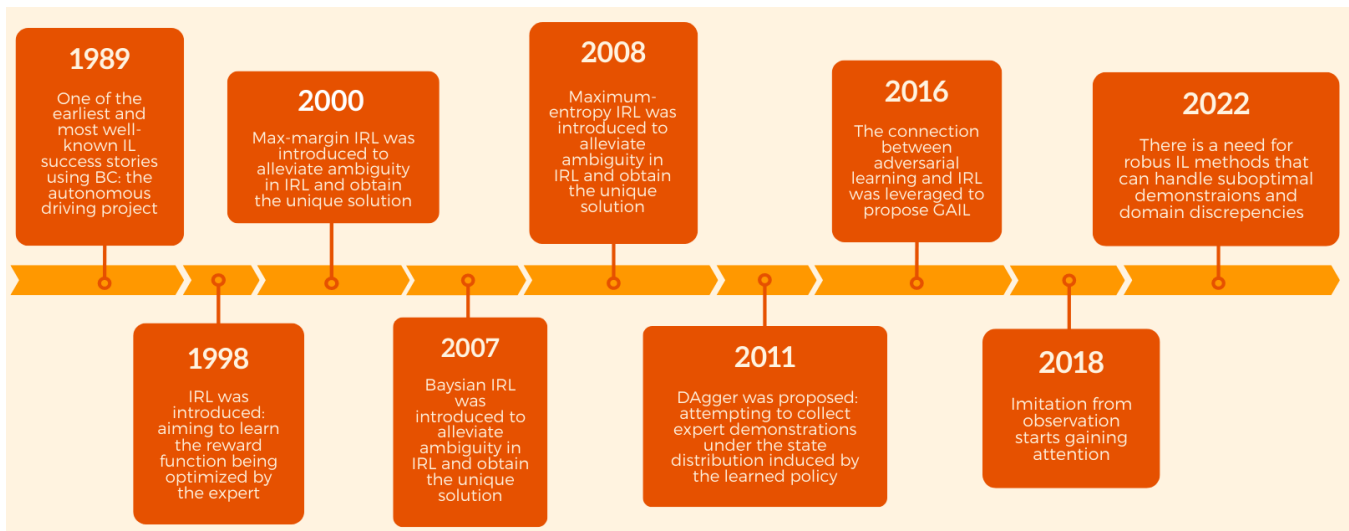 1989
One of the
earliest and
most well-
known IL
success stories
using BC: the
autonomous
driving project
1998
IRL was
introduced:
aiming to learn
the reward
function being
optimized by
the expert
2000
Max-margin IRL was
introduced to
alleviate ambiguity
in IRL and obtain
the unique solution
2007
Baysian IRL
was
introduced to
alleviate
ambiguity in
IRL and obtain
the unique
solution
2008
Maximum-
entropy IRL was
introduced to
alleviate
ambiguity in
IRL and obtain
the unique
solution
2011
DAgger was proposed:
attempting to collect
expert demonstrations
under the state
distribution induced by
the learned policy
2016
The connection
between
adversarial
learning and IRL
was leveraged to
propose GAIL
2018
Imitation from
observation
starts gaining
attention
2022
There is a need for
robus IL methods that
can handle suboptimal
demonstraions and
domain discrepencies